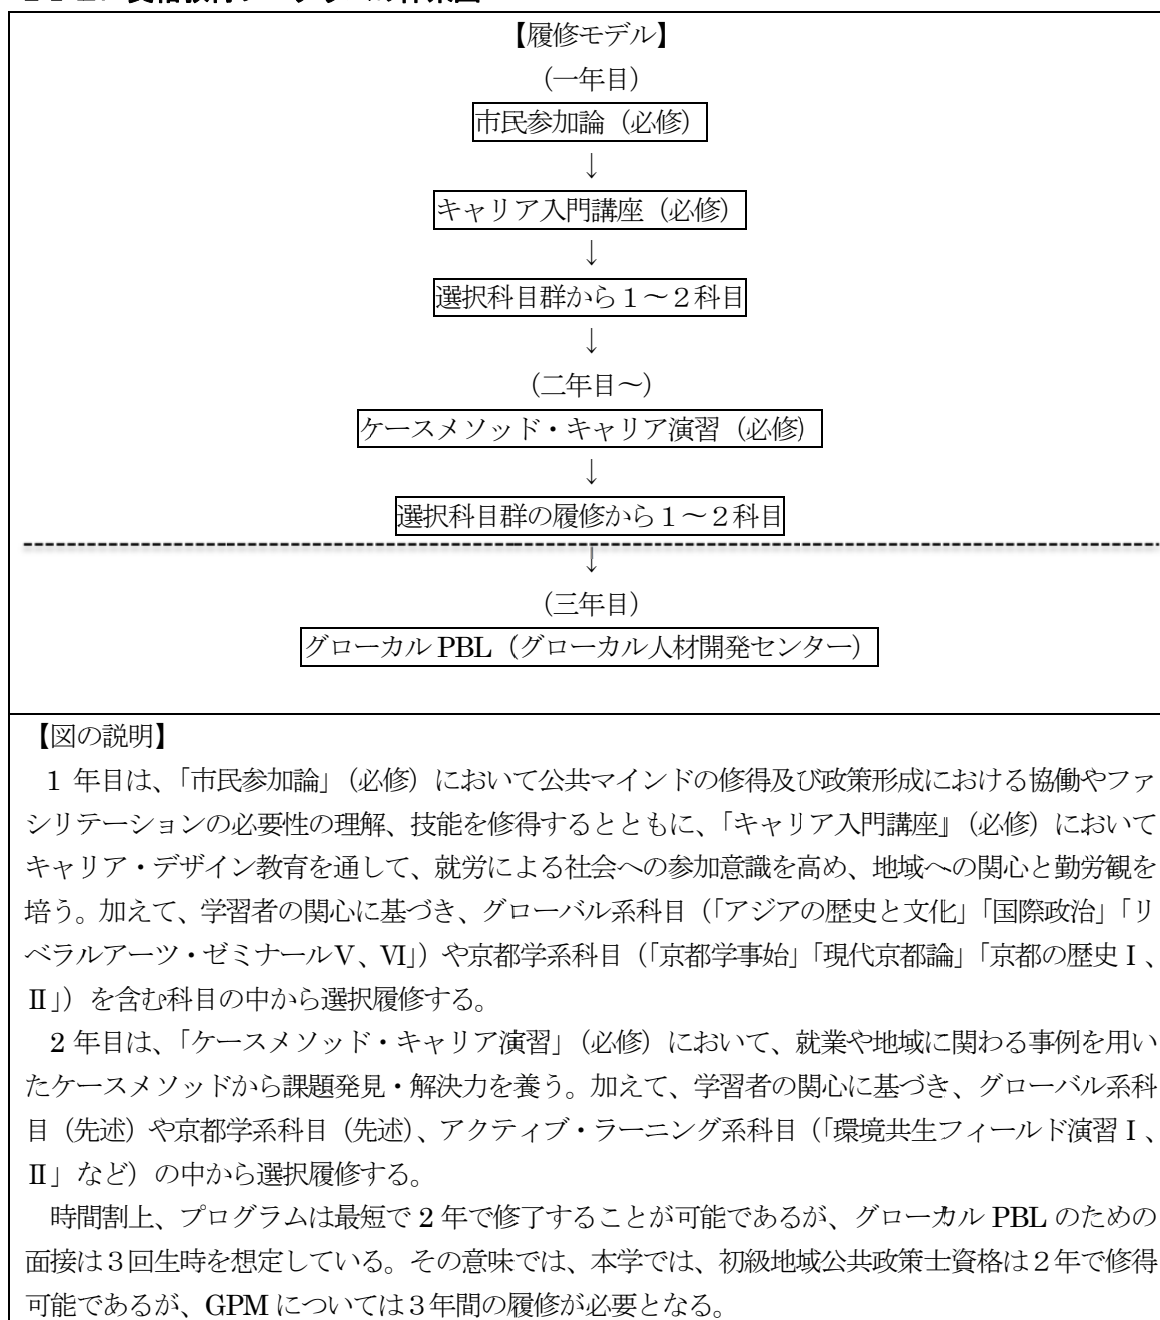 【履修モデル】
（一年目）
市民参加論（必修）
↓
キャリア入門講座（必修）
↓
選択科目群から１～２科目
↓
（二年目～）
ケースメソッド・キャリア演習（必修）
↓
選択科目群の履修から１～２科目
↓
（三年目）
グローカル PBL（グローカル人材開発センター）
【図の説明】
1 年目は、「市民参加論」（必修）において公共マインドの修得及び政策形成における協働やファ
シリテーションの必要性の理解、技能を修得するとともに、「キャリア入門講座』（必修）において
キャリア・デザイン教育を通して、就労による社会への参加意識を高め、地域への関心と勤労観を
培う。加えて、学習者の関心に基づき、グローバル系科目（「アジアの歴史と文化」「国際政治」「リ
ベラルアーツ・ゼミナールⅤ、Ⅵ」）や京都学系科目（「京都学事始」「現代京都論」「京都の歴史Ⅰ、
Ⅱ」）を含む科目の中から選択履修する。
2 年目は、「ケースメソッド・キャリア演習」（必修）において、就業や地域に関わる事例を用い
たケースメソッドから課題発見・解決力を養う。加えて、学習者の関心に基づき、グローバル系科
目（先述）や京都学系科目（先述）、アクティブ・ラーニング系科目（「環境共生フィールド演習Ⅰ、
Ⅱ」など）の中から選択履修する。
時間割上、プログラムは最短で 2 年で修了することが可能であるが、グローカル PBL のための
面接は３回生時を想定している。その意味では、本学では、初級地域公共政策士資格は２年で修得
可能であるが、GPM については３年間の履修が必要となる。